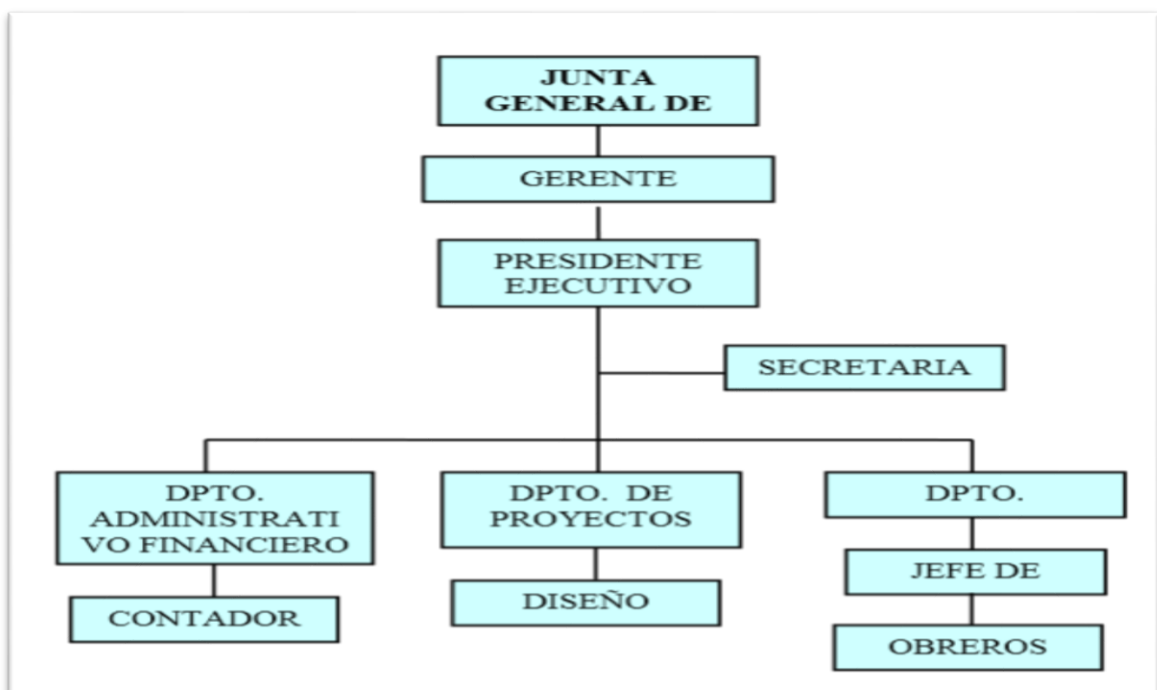 JUNTA
GENERAL DE
GERENTE
PRESIDENTE
EJECUTIVO
SECRETARIA
DPTO.
ADMINISTRATI
VO FINANCIERO
DPTO. DE
PROYECTOS
DPTO.
CONTADOR
DISEÑO
JEFE DE
OBREROS